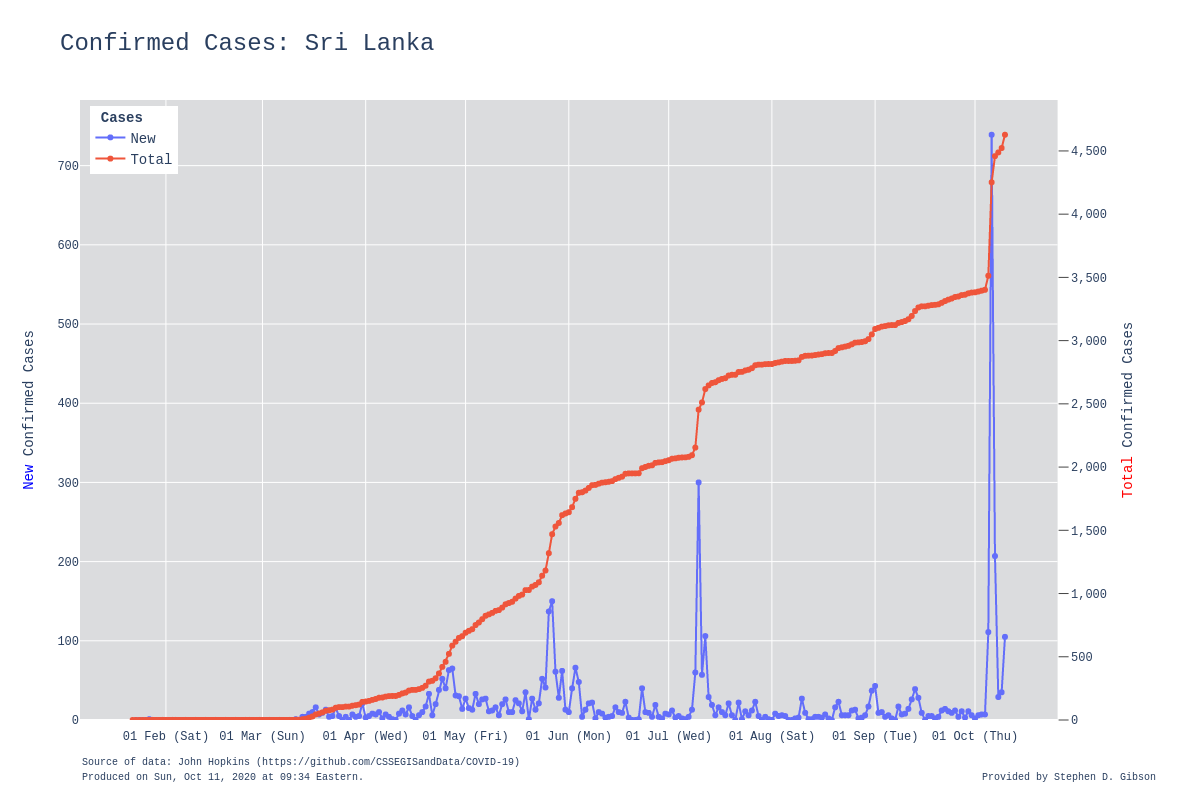 Confirmed Cases: Sri Lanka
Cases
New
Total
700
600
500
400
300
200
100
0
4,500
4,000
3,500
3,000
2,500
2,000
1,500
1,000
500
0
New Confirmed Cases
Total Confirmed Cases
01 Feb (Sat) 01 Mar (Sun) 01 Apr (Wed) 01 May (Fri) 01 Jun (Mon) 01 Jul (Wed) 01 Aug (Sat) 01 Sep (Tue) 01 Oct (Thu)
Source of data: John Hopkins (https://github.com/CSSEGISandData/COVID-19)
Produced on Sun, Oct 11, 2020 at 09:34 Eastern.
Provided by Stephen D. Gibson